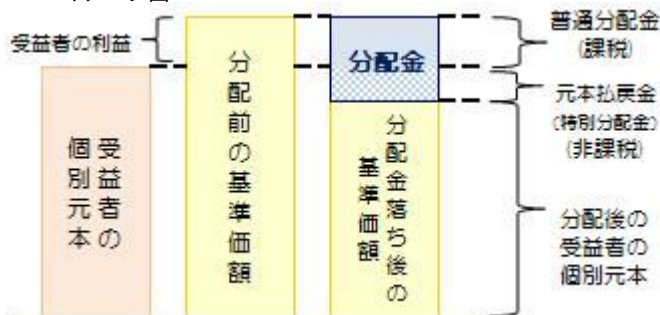 受益者の利益
受益者の
個別元本
分配前の基準価額
分配金
分配金落ち後の
基準価額
普通分配金
(課税)
元本払戻金
(特別分配金)
(非課税)
分配後の
受益者の
個別元本